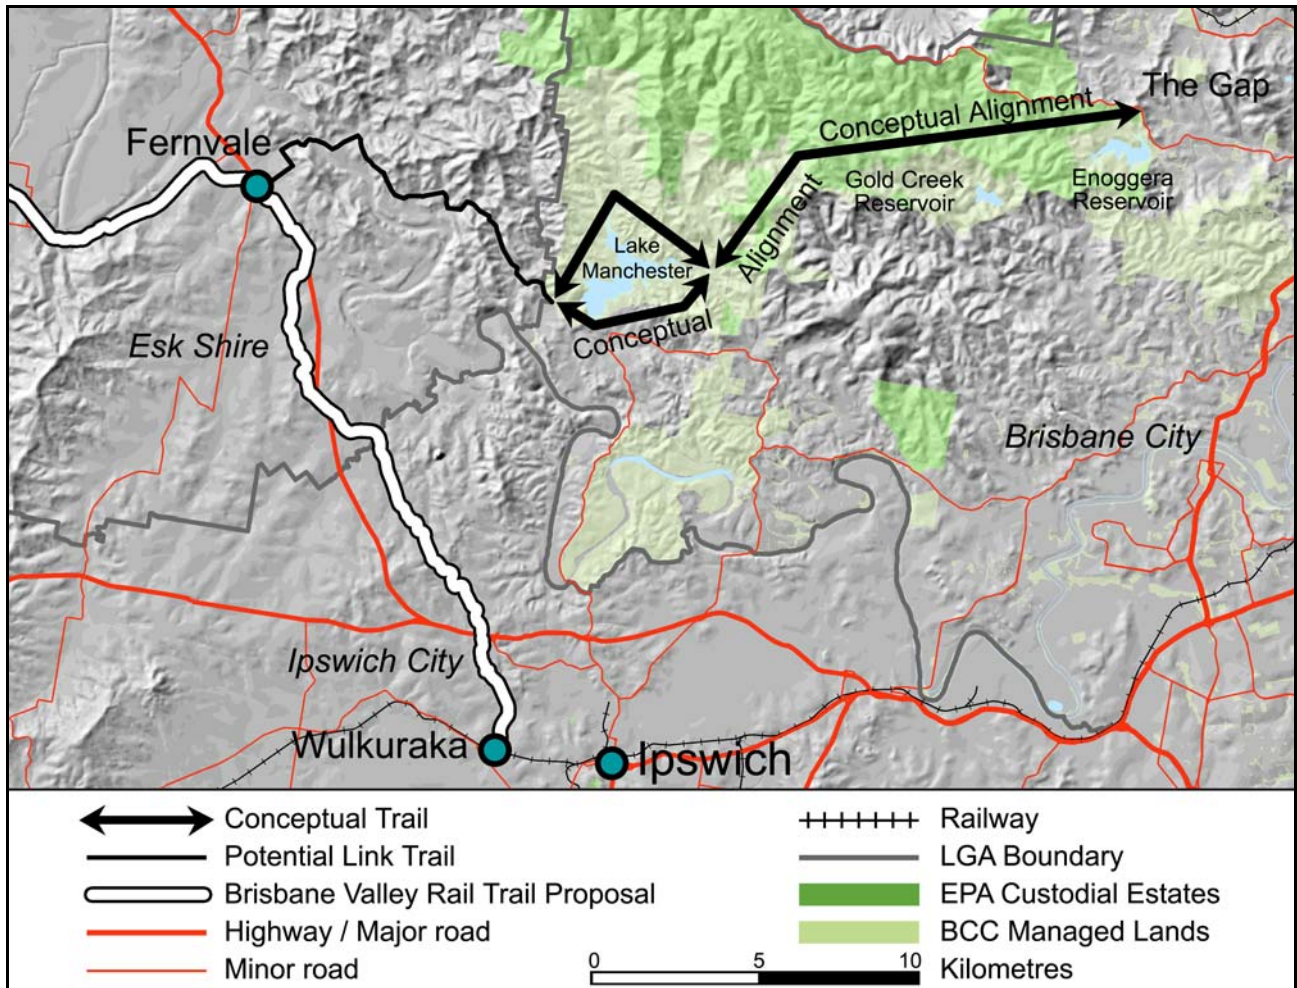 The Gap
Conceptual Alignment
Fernvale
Gold Creek
Reservoir
Enoggera
Reservoir
Alignment
Lake
Manchester
Conceptual
Esk Shire
Brisbane City
Ipswich City
Wulkuraka
Ipswich
Conceptual Trail
Potential Link Trail
Brisbane Valley Rail Trail Proposal
Highway / Major road
Minor road
Railway
LGA Boundary
EPA Custodial Estates
BCC Managed Lands
0 5 10
Kilometres